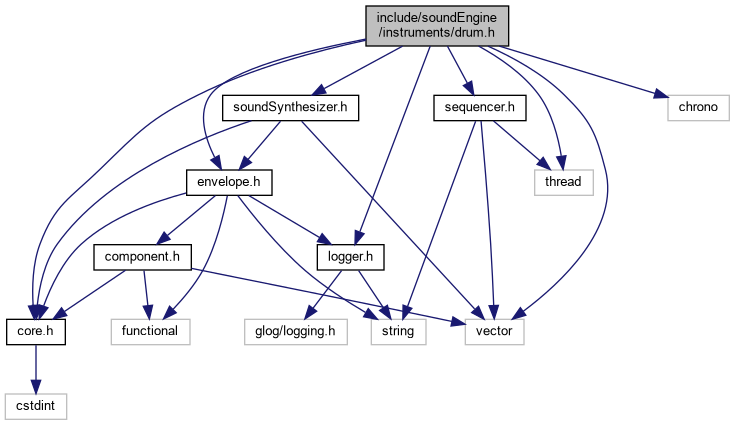 include/soundEngine
/instruments/drum.h
soundSynthesizer.h
sequencer.h
chrono
envelope.h
thread
component.h
logger.h
core.h
functional
glog/logging.h
string
vector
cstdint